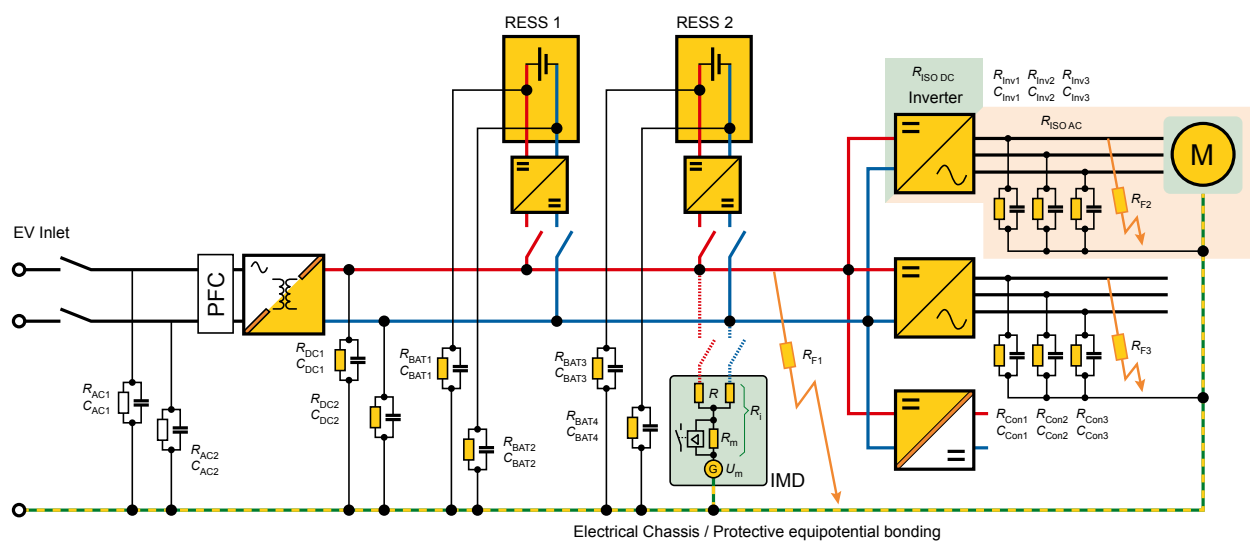 RESS 1
RESS 2
R_ISO DC
Inverter
R_Inv1 R_Inv2 R_Inv3
C_Inv1 C_Inv2 C_Inv3
R_ISO AC
M
R_F2
EV Inlet
PFC
R_DC1
C_DC1
R_BAT1
C_BAT1
R_BAT3
C_BAT3
R_F1
R_F3
R_AC1
C_AC1
R_DC2
C_DC2
R_BAT4
C_BAT4
R
R_i
R_Con1 R_Con2 R_Con3
C_Con1 C_Con2 C_Con3
R_AC2
C_AC2
R_BAT2
C_BAT2
R_m
G
U_m
IMD
Electrical Chassis / Protective equipotential bonding